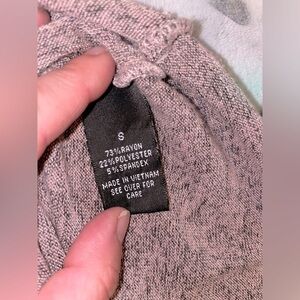 S
73%RAYON
22%POLYESTER
5%SPANDEX
MADE IN VIETNAM
SEE OVER FOR
CARE